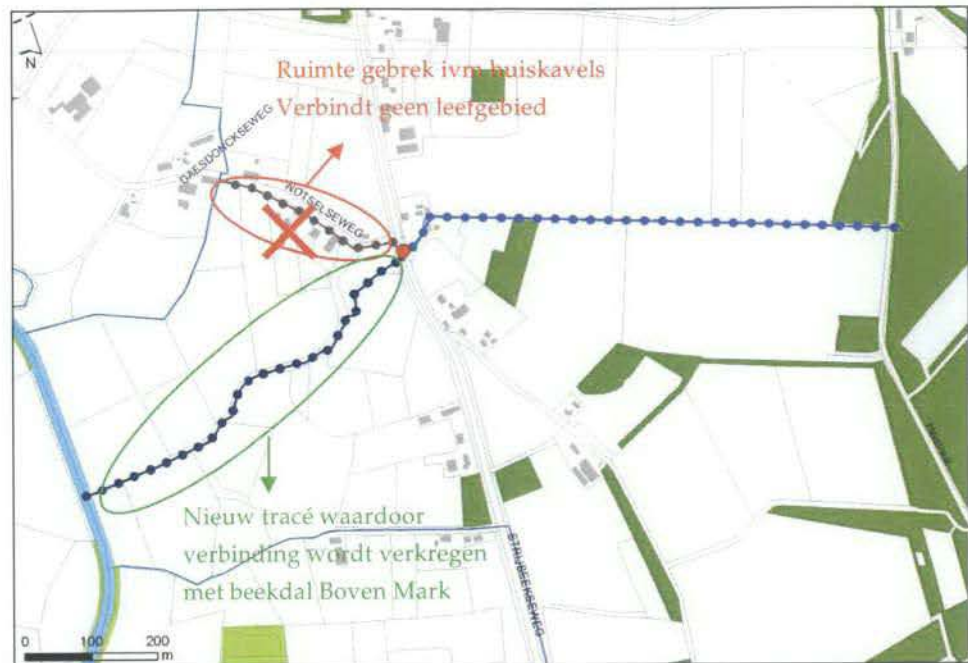 N
Ruimte gebrek ivm huiskavels
Verbindt geen leefgebied
DAESDONCKSEWEG
NOTSELSEWEG
Nieuw tracé waardoor
verbinding wordt verkregen
met beekdal Boven Mark
STRIJBEEKSEWEG
0 100 200
m